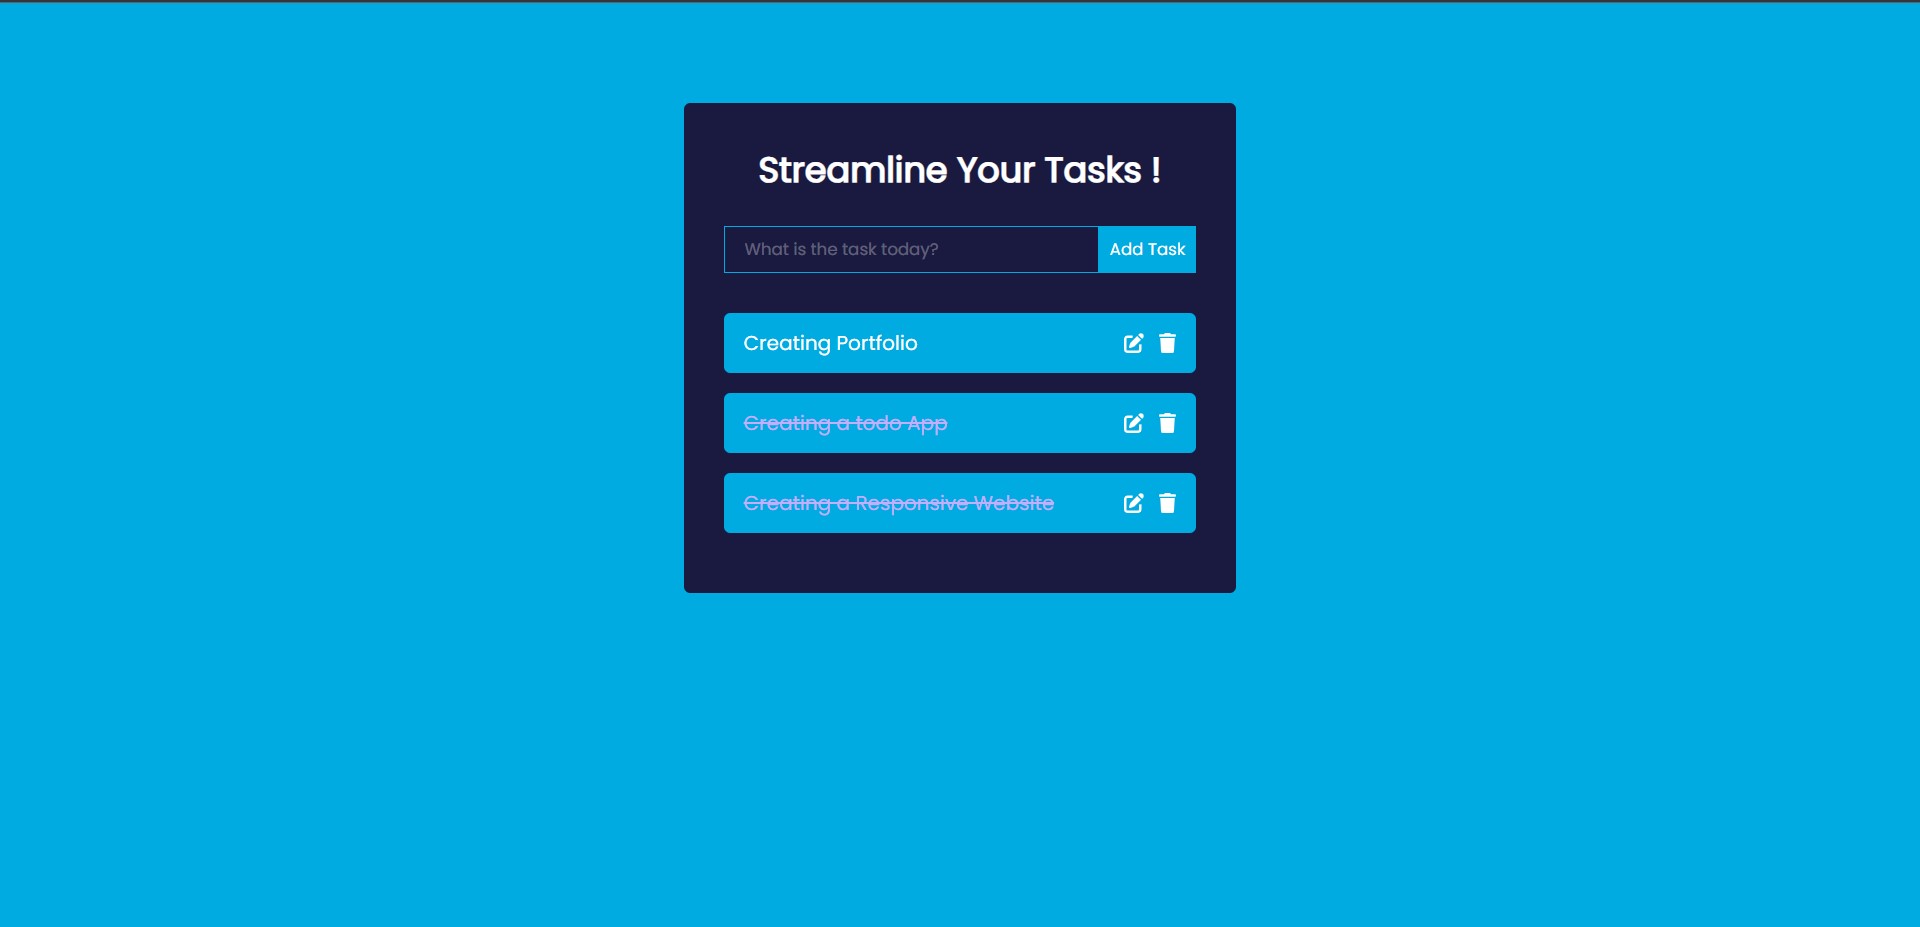 Streamline Your Tasks !
What is the task today?
Add Task
Creating Portfolio
Creating a todo App
Creating a Responsive Website